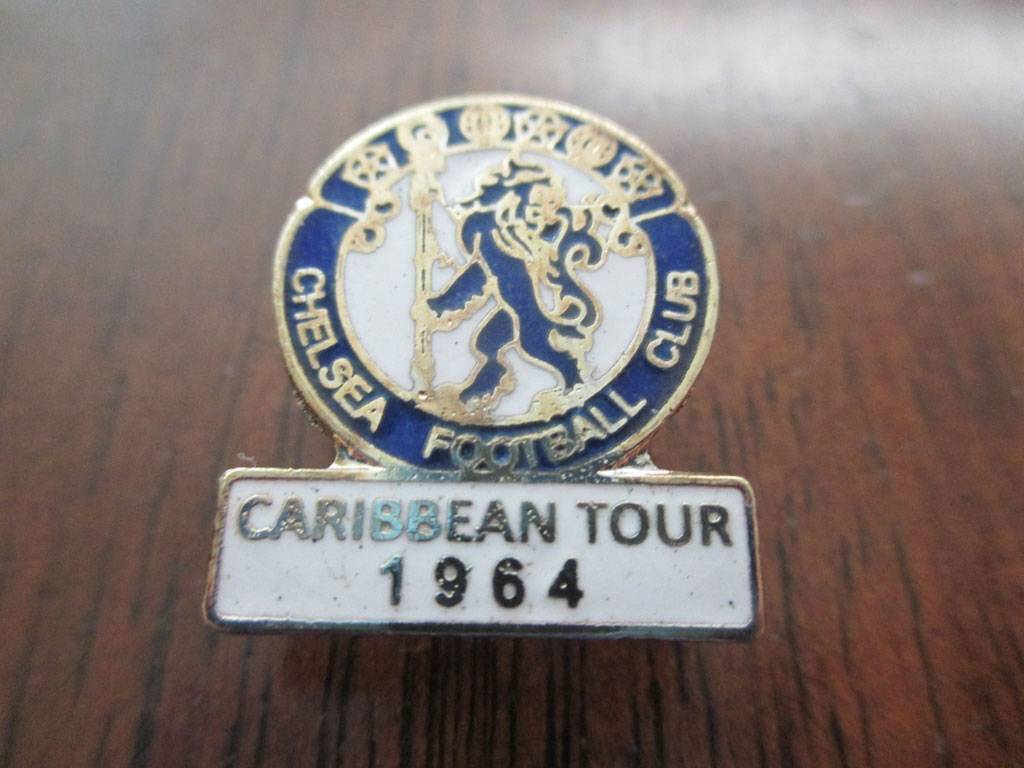 CHELSEA FOOTBALL CLUB
CARIBBEAN TOUR
1964